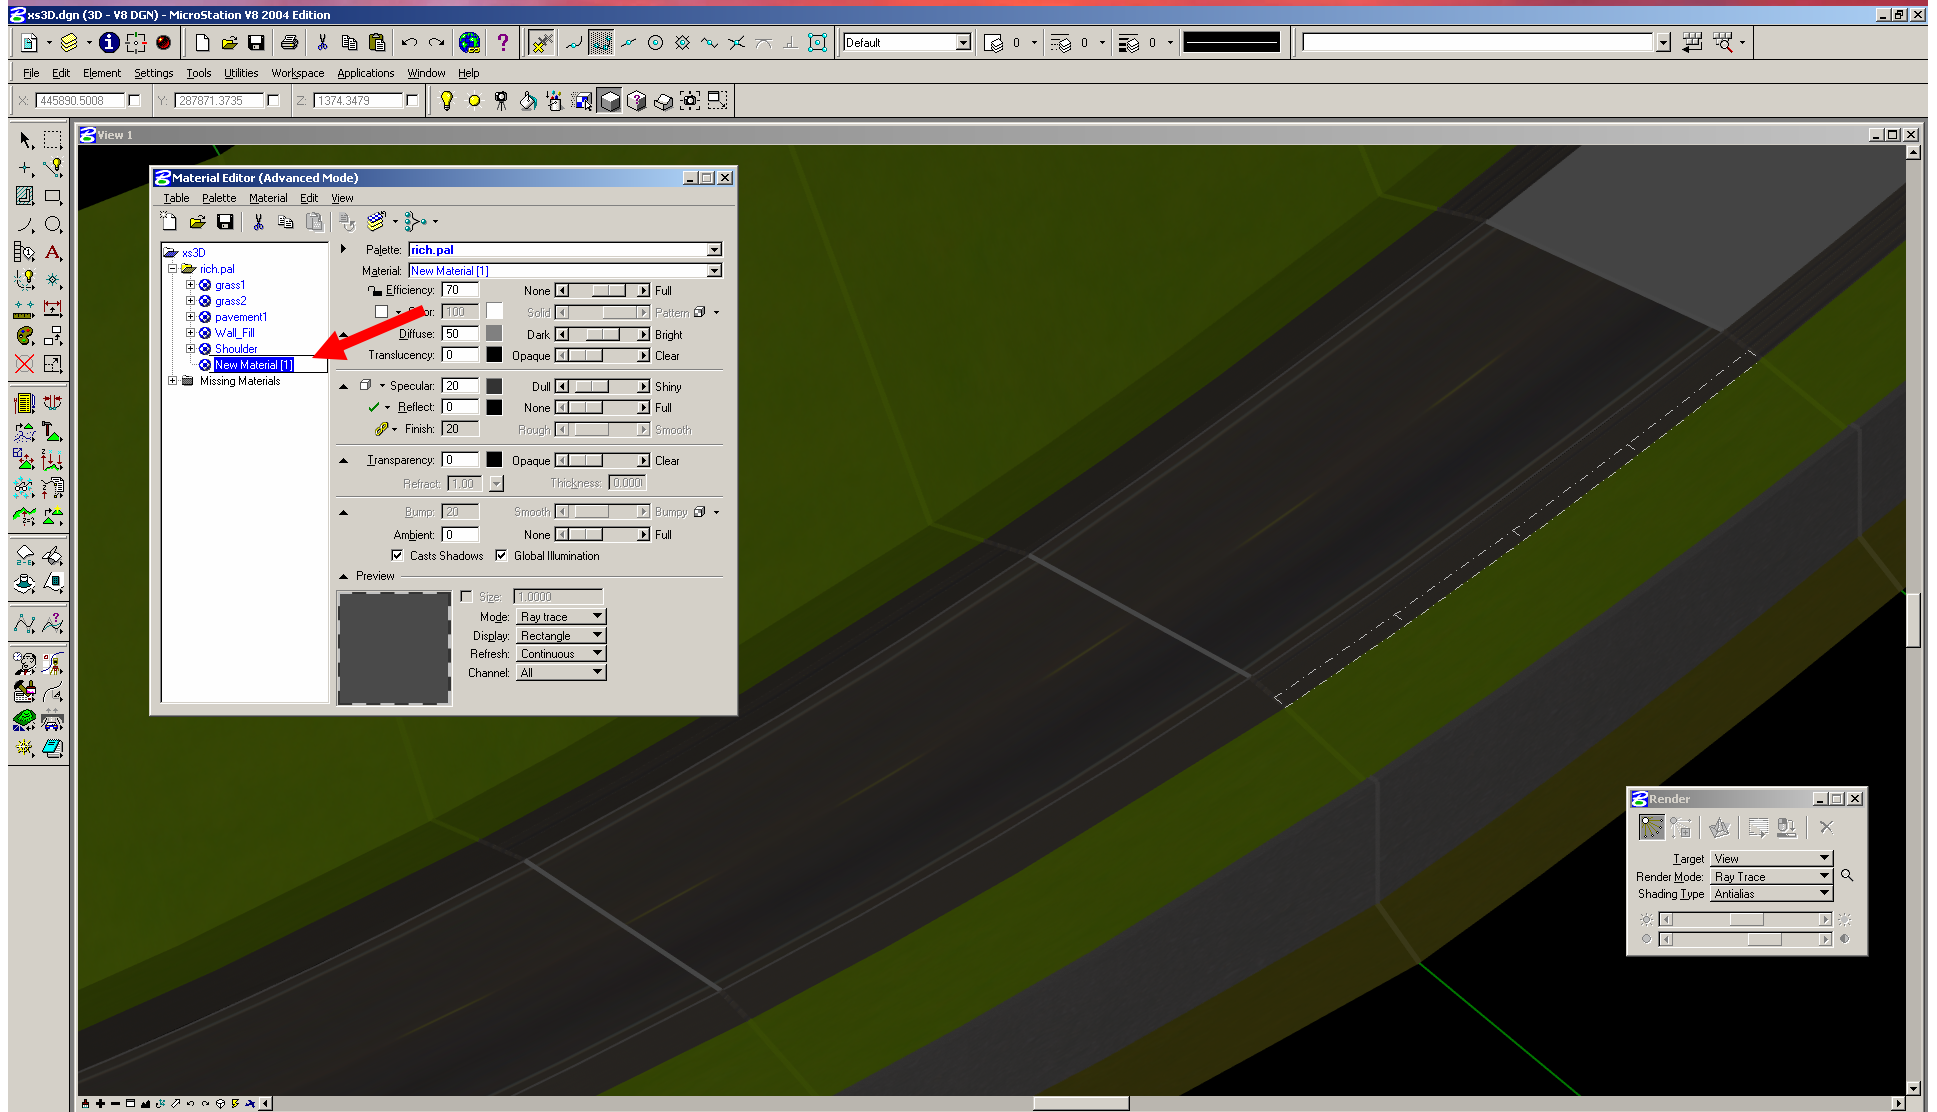 xs3D.dgn (3D - V8 DGN) - MicroStation V8 2004 Edition
Default
0
0
0
File Edit Element Settings Tools Utilities Workspace Applications Window Help
X: 445890.5008 Y: 287871.3735 Z: 1374.3479
View 1
Material Editor (Advanced Mode)
Table Palette Material Edit View
xs3D
rich.pal
grass1
grass2
pavement1
Wall_Fill
Shoulder
New Material [1]
Missing Materials
Palette: rich.pal
Material: New Material [1]
Efficiency: 70 None Full
or: 100 Solid Pattern
Diffuse: 50 Dark Bright
Translucency: 0 Opaque Clear
Specular: 20 Dull Shiny
Reflect: 0 None Full
Finish: 20 Rough Smooth
Transparency: 0 Opaque Clear
Refract: 1.00 Thickness: 0.000
Bump: 20 Smooth Bumpy
Ambient: 0 None Full
Casts Shadows Global Illumination
Preview
Size: 1.0000
Mode: Ray trace
Display: Rectangle
Refresh: Continuous
Channel: All
Render
Target View
Render Mode: Ray Trace
Shading Type Antialias